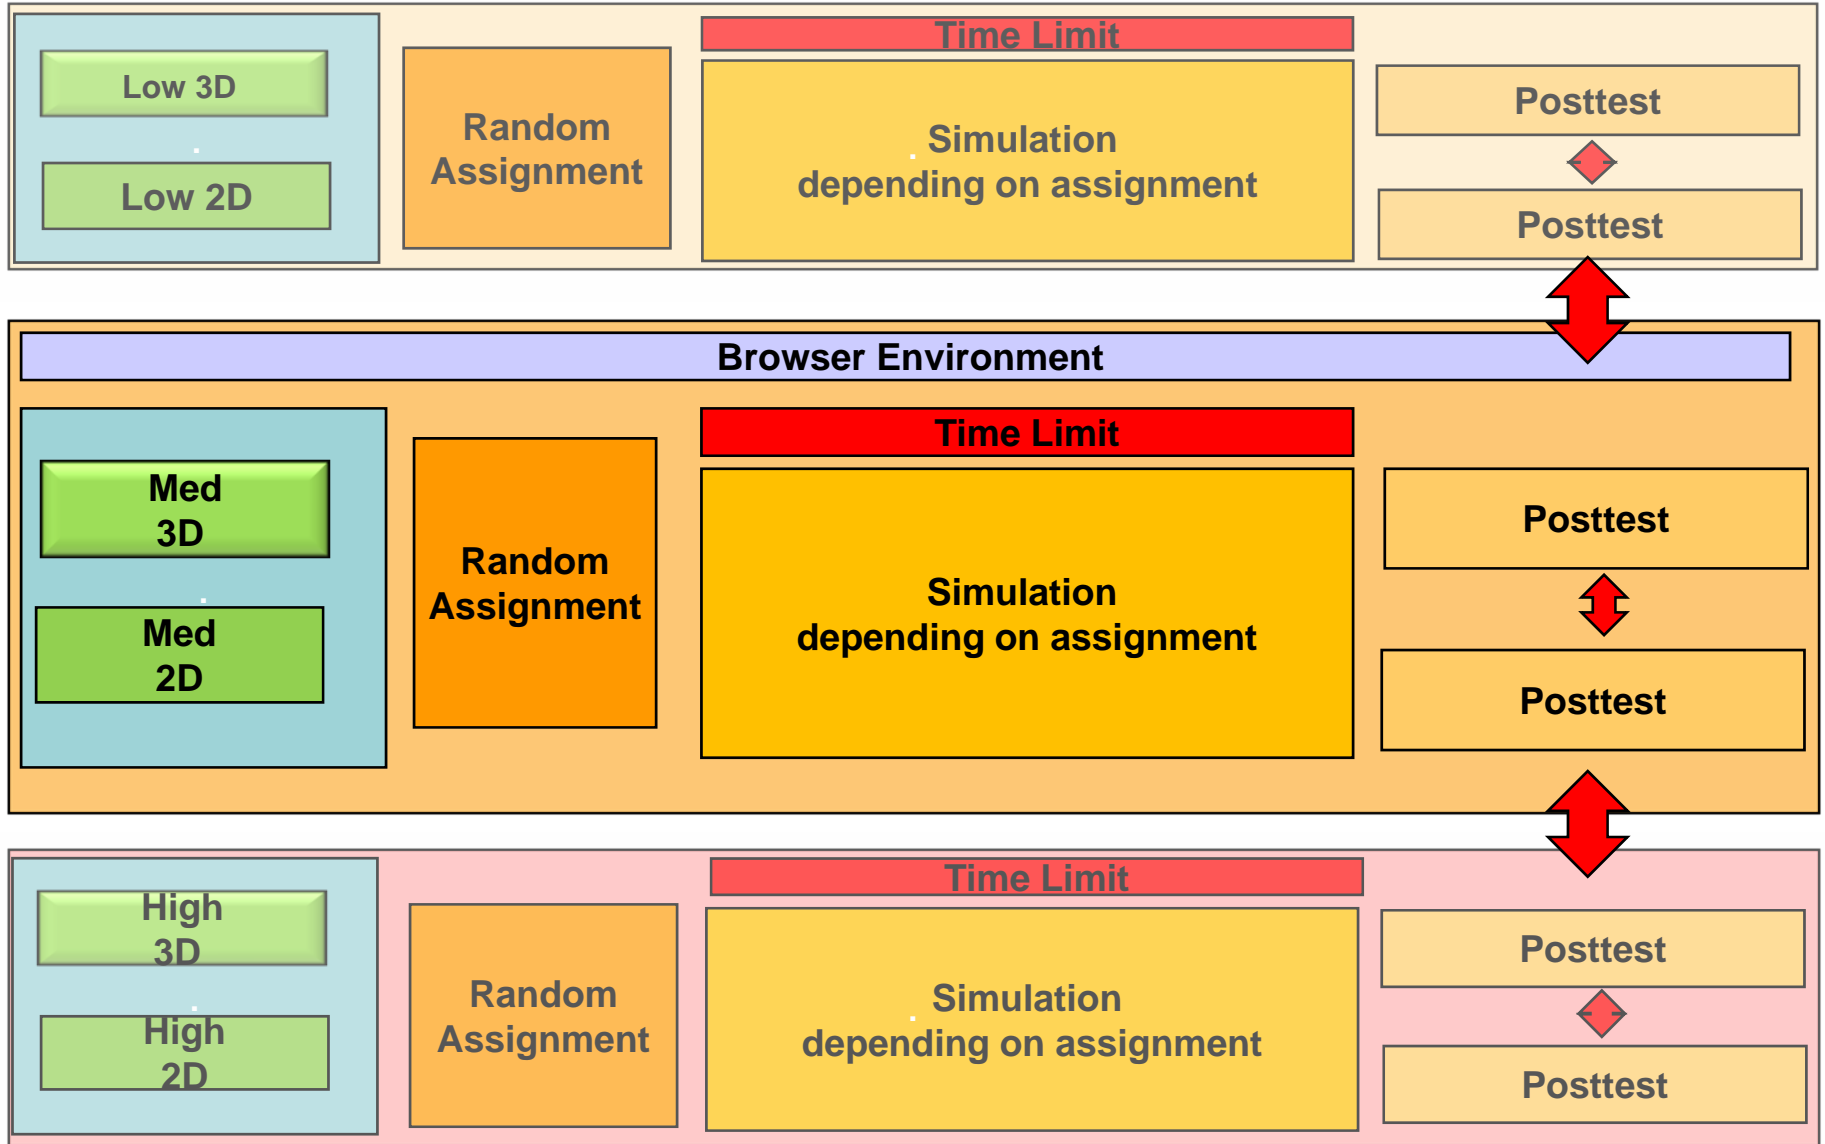 Time Limit
Low 3D
Low 2D
Random
Assignment
Simulation
depending on assignment
Posttest
Posttest
Browser Environment
Time Limit
Med
3D
Med
2D
Random
Assignment
Simulation
depending on assignment
Posttest
Posttest
Time Limit
High
3D
High
2D
Random
Assignment
Simulation
depending on assignment
Posttest
Posttest